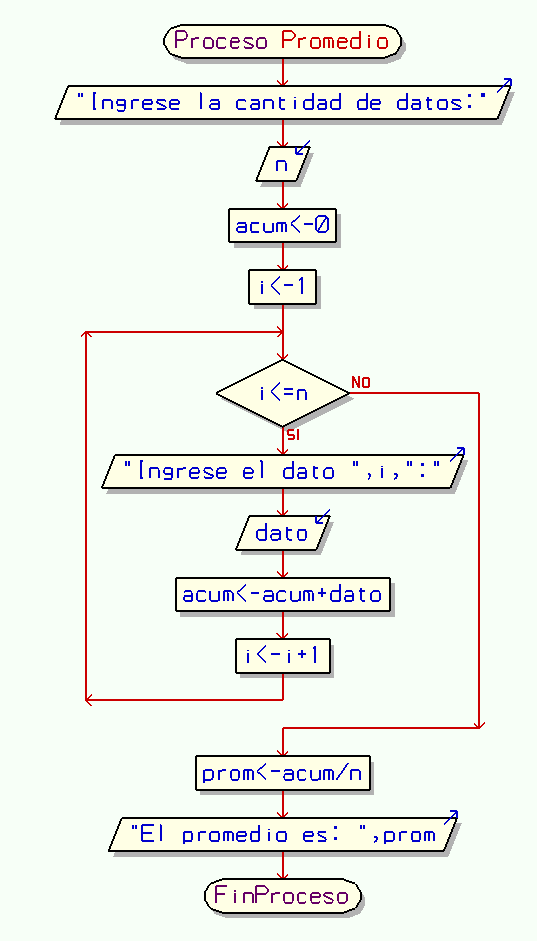 Proceso Promedio
"Ingrese la cantidad de datos:"
n
acum<-0
i<-1
i<=n
NO
SI
"Ingrese el dato ",i,":"
dato
acum<-acum+dato
i<-i+1
prom<-acum/n
"El promedio es: ",prom
FinProceso